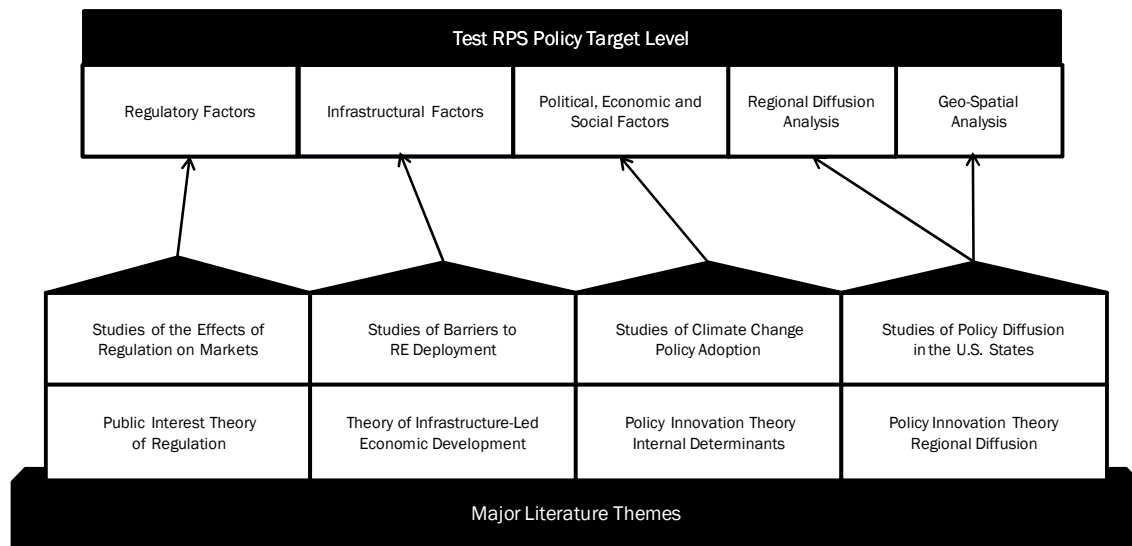 Test RPS Policy Target Level
Regulatory Factors
Infrastructural Factors
Political, Economic and
Social Factors
Regional Diffusion
Analysis
Geo-Spatial
Analysis
Studies of the Effects of
Regulation on Markets
Studies of Barriers to
RE Deployment
Studies of Climate Change
Policy Adoption
Studies of Policy Diffusion
in the U.S. States
Public Interest Theory
of Regulation
Theory of Infrastructure-Led
Economic Development
Policy Innovation Theory
Internal Determinants
Policy Innovation Theory
Regional Diffusion
Major Literature Themes